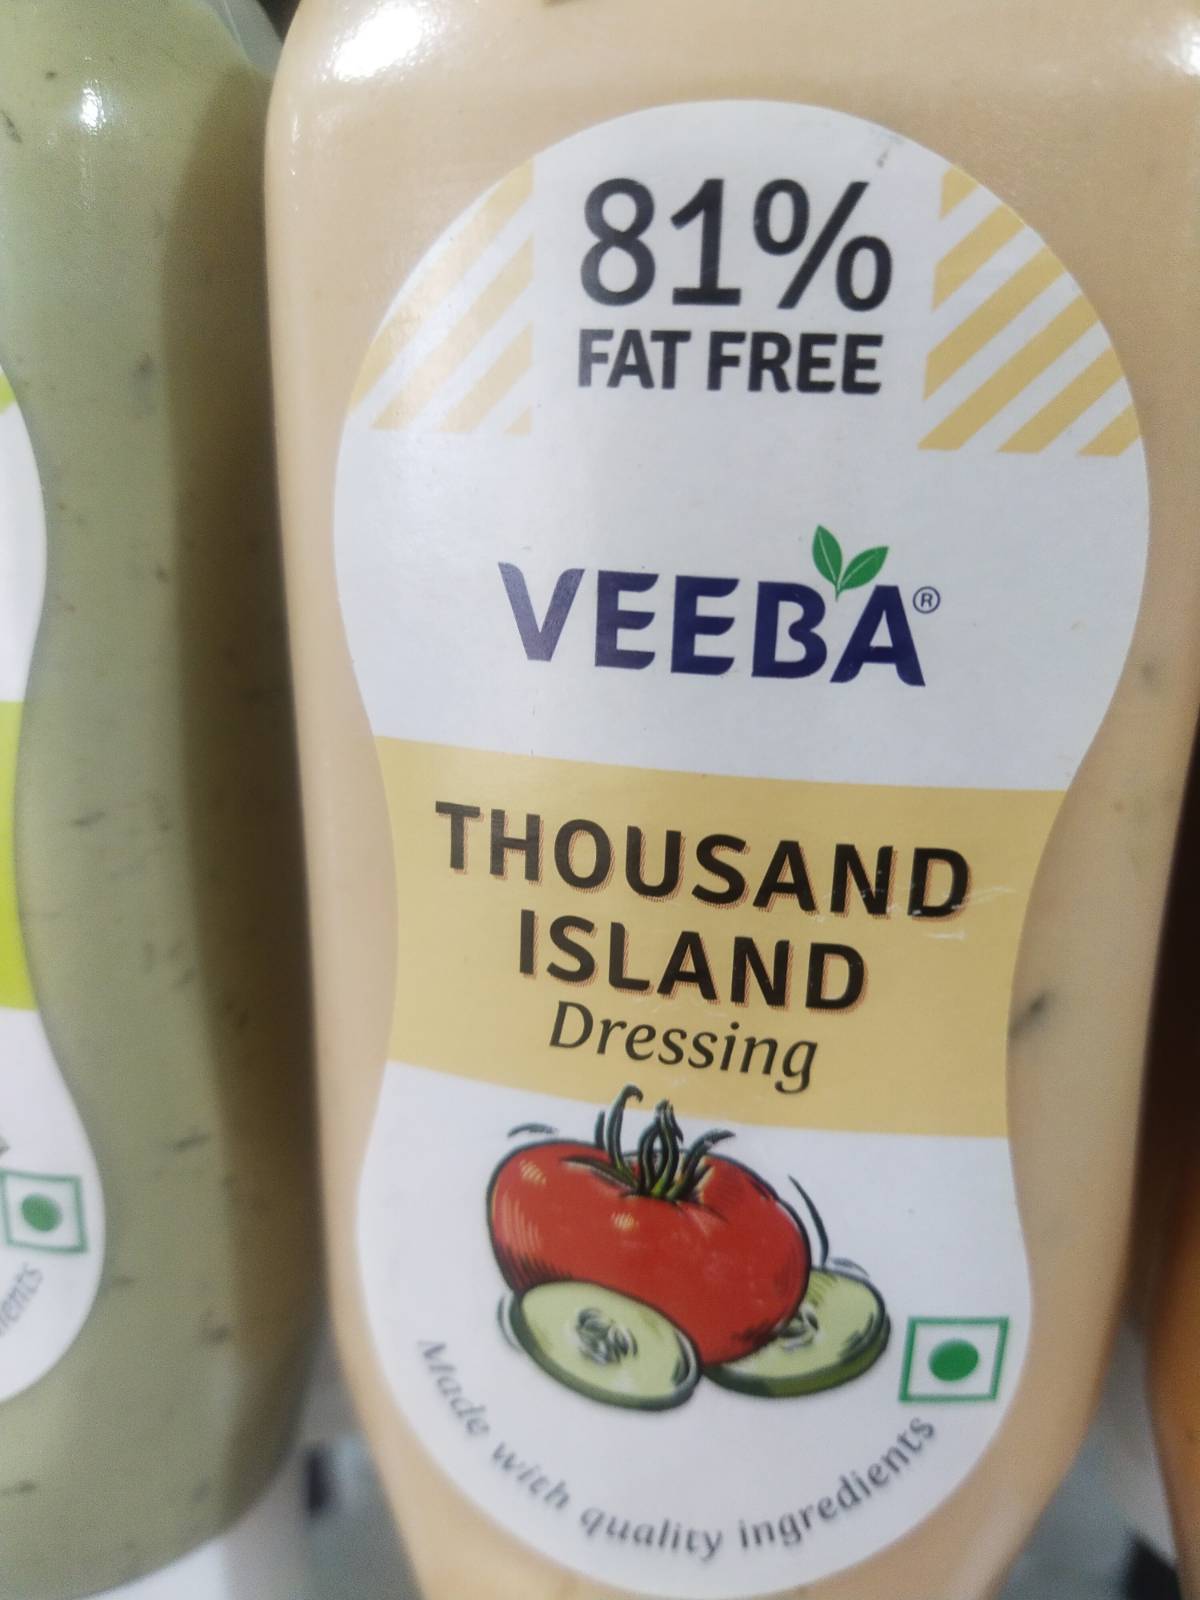 81%
FAT FREE
VEEBA®
THOUSAND
ISLAND
Dressing
Made with quality ingredients